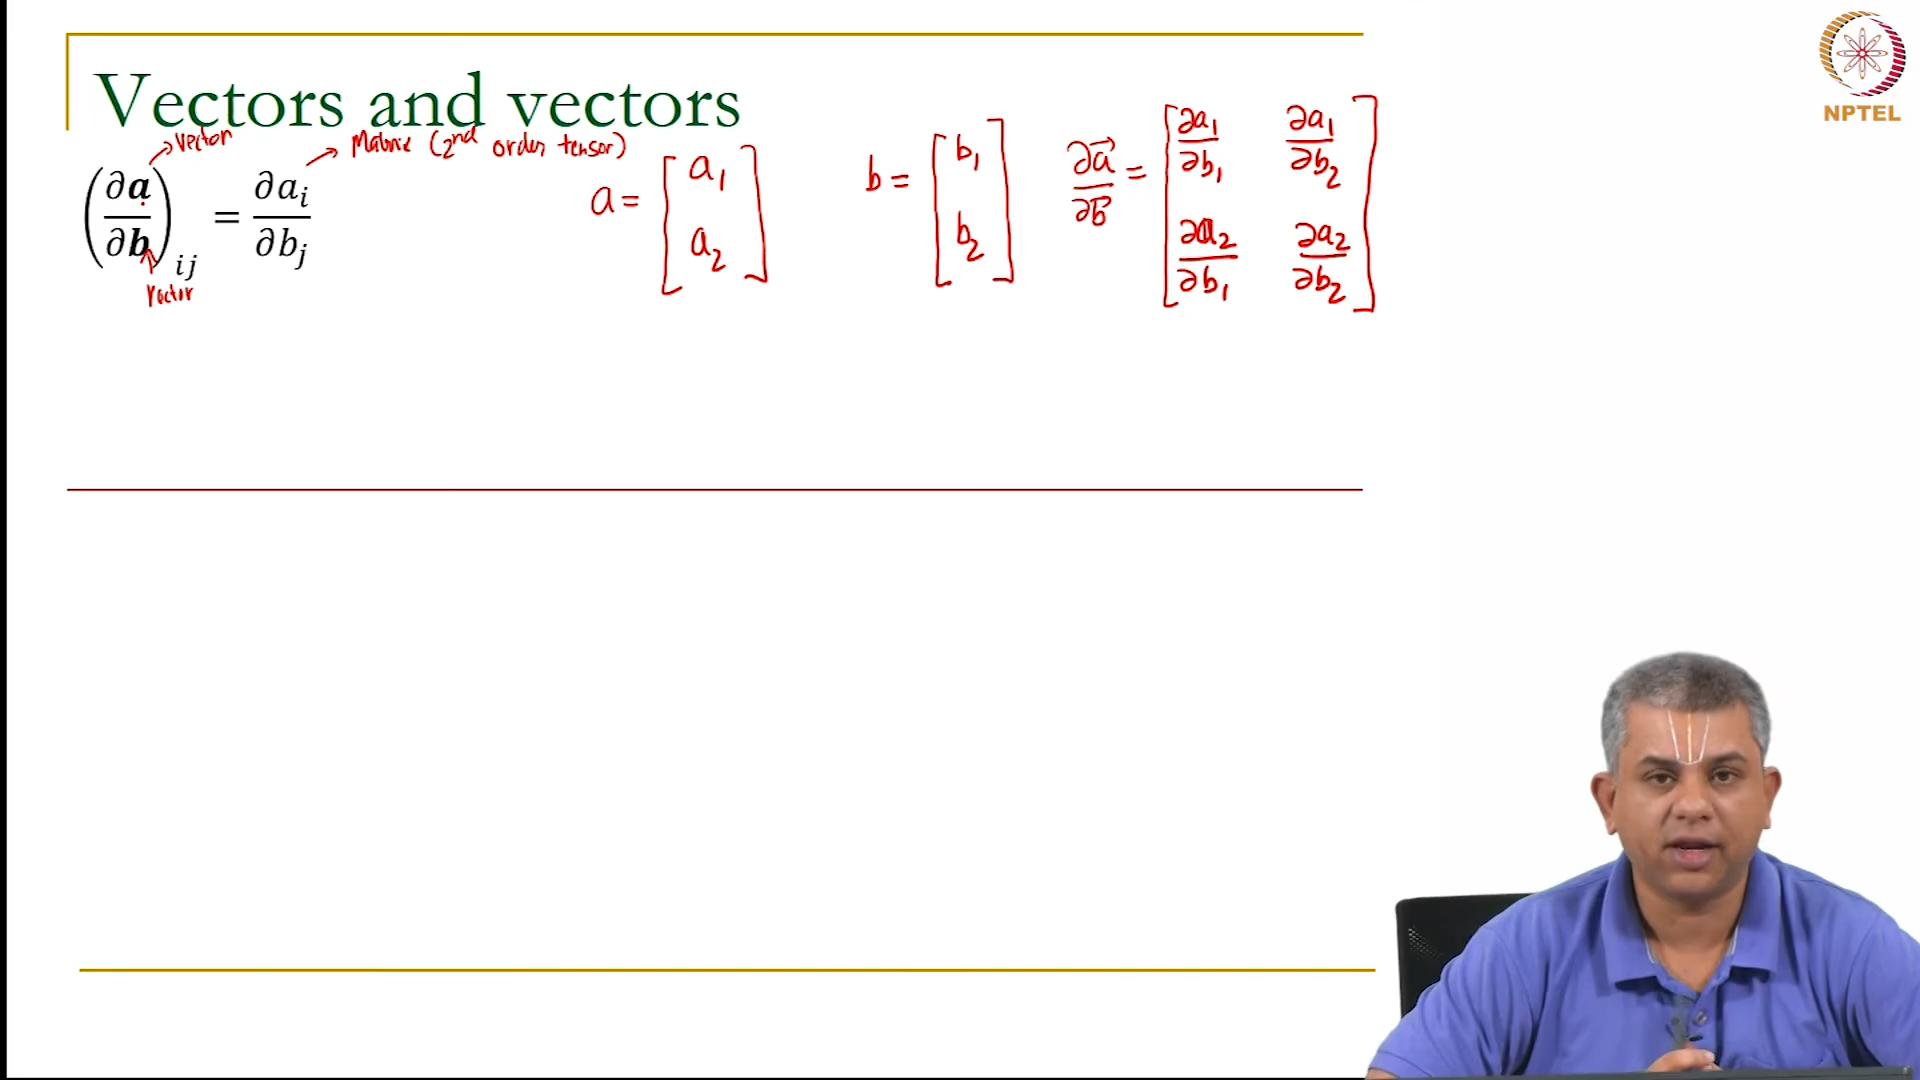 Vectors and vectors
NPTEL
→ vector
→ Matrix (2nd order tensor)
(∂a/∂b)ij = ∂ai/∂bj
vector
a = [a1 a2]
b = [b1 b2]
∂a⃗/∂b⃗ = [∂a1/∂b1 ∂a1/∂b2
∂a2/∂b1 ∂a2/∂b2]